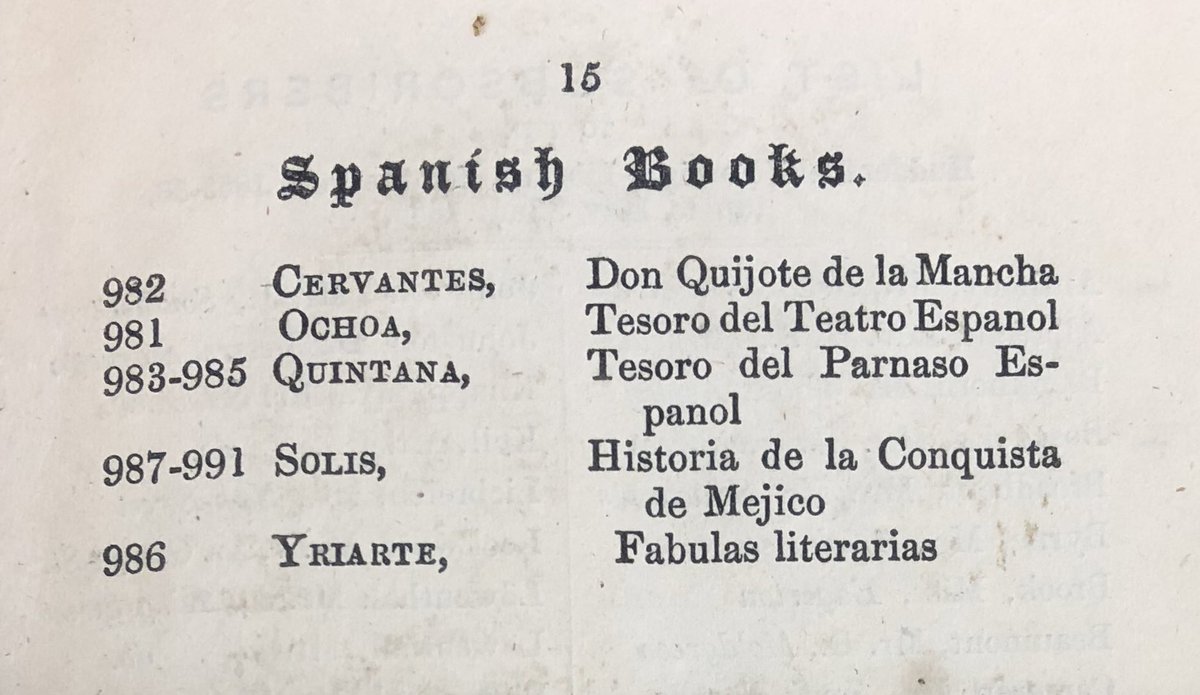 15
Spanish Books.
982 CERVANTES, Don Quijote de la Mancha
981 OCHOA, Tesoro del Teatro Espanol
983-985 QUINTANA, Tesoro del Parnaso Es-
panol
987-991 SOLIS, Historia de la Conquista
de Mejico
986 YRIARTE, Fabulas literarias